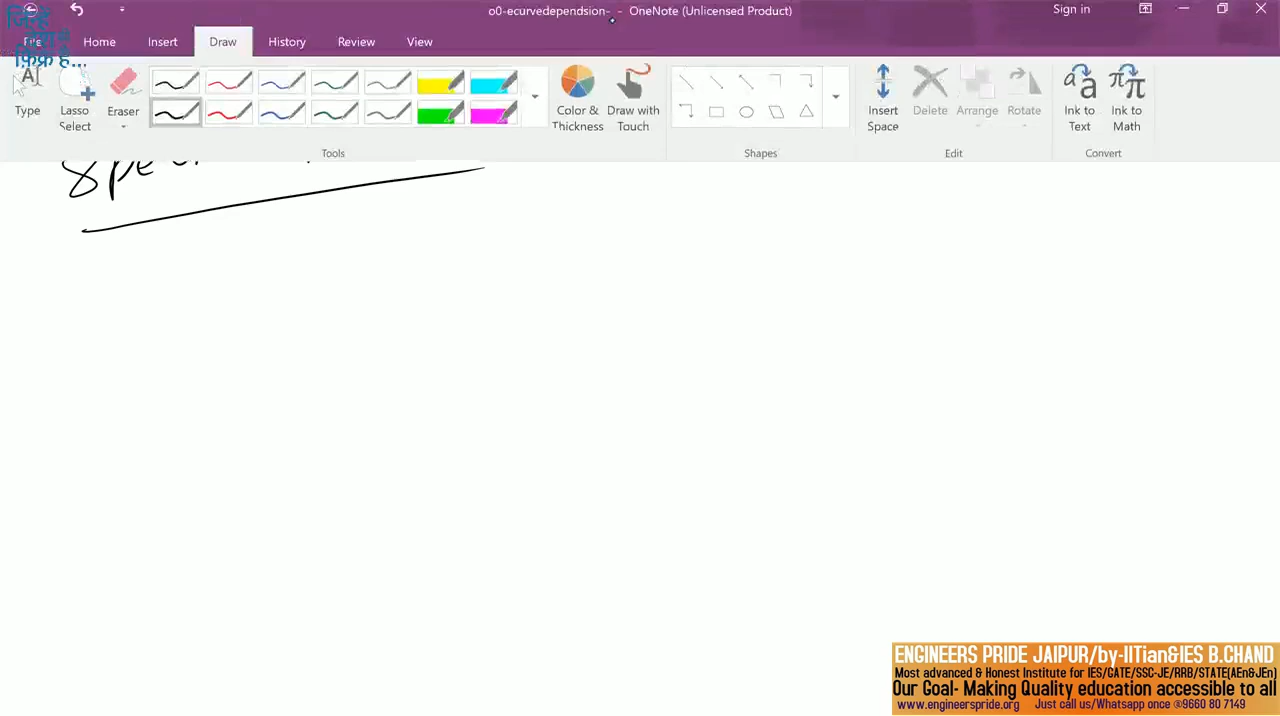 o0-ecurvedependsion- - OneNote (Unlicensed Product)
Sign in
जिन्हें
File Home Insert Draw History Review View
फ़िक्र है...
Type
Lasso Select
Eraser
Color & Thickness
Draw with Touch
Insert Space
Delete
Arrange
Rotate
Ink to Text
Ink to Math
Tools
Shapes
Edit
Convert
ENGINEERS PRIDE JAIPUR/by-IITian&IES B.CHAND
Most advanced & Honest Institute for IES/GATE/SSC-JE/RRB/STATE(AEn&JEn)
Our Goal- Making Quality education accessible to all
www.engineerspride.org Just call us/Whatsapp once @9660 80 7149